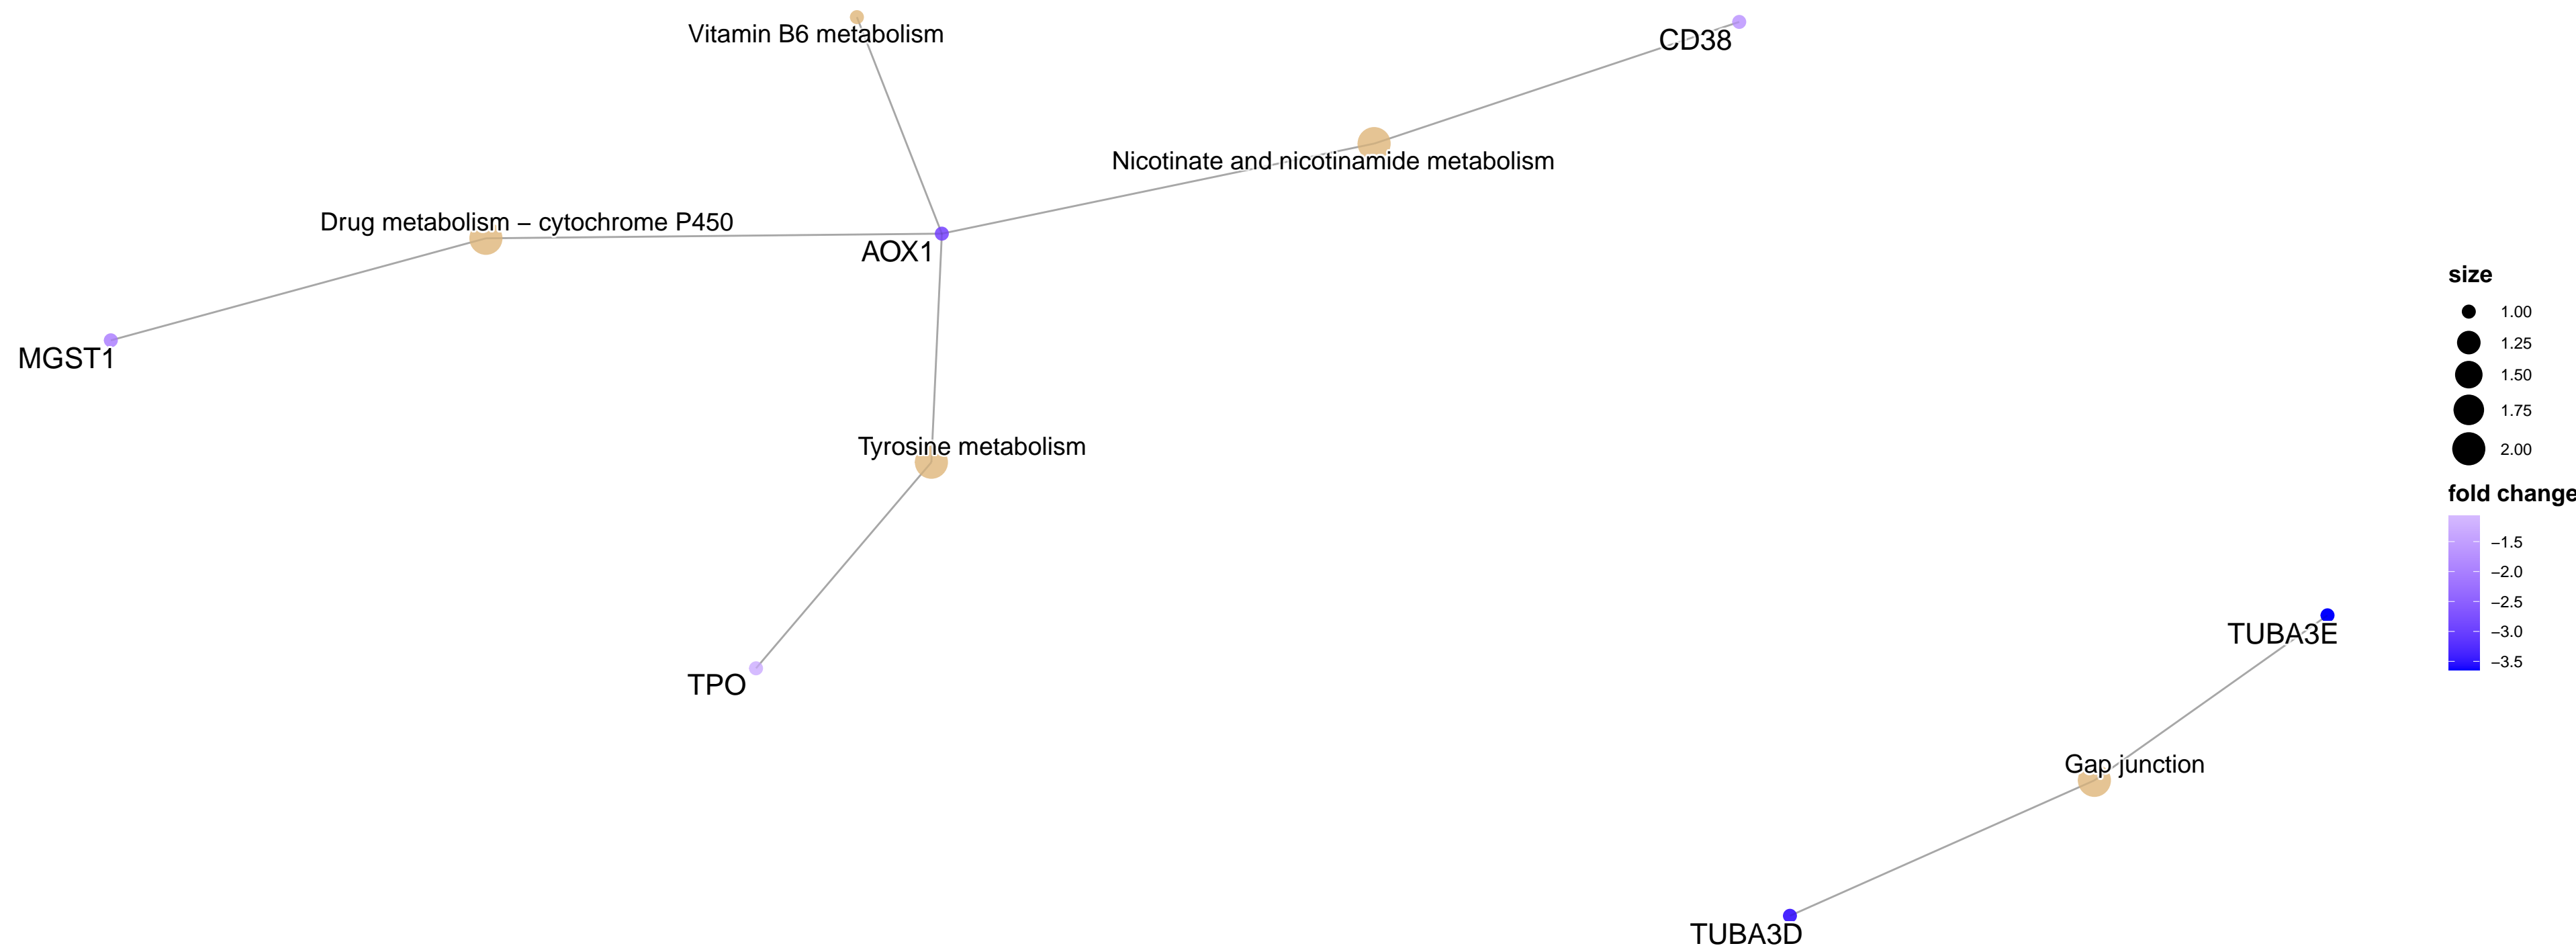 Vitamin B6 metabolism
CD38
Nicotinate and nicotinamide metabolism
Drug metabolism – cytochrome P450
AOX1
MGST1
Tyrosine metabolism
TPO
TUBA3E
Gap junction
TUBA3D
size
1.00
1.25
1.50
1.75
2.00
fold change
−1.5
−2.0
−2.5
−3.0
−3.5